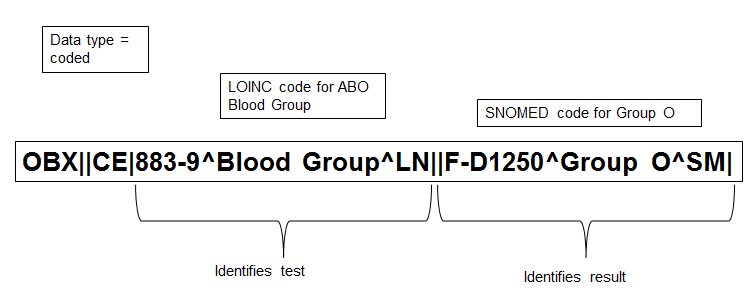 Data type =
coded
LOINC code for ABO
Blood Group
SNOMED code for Group O
OBX||CE|883-9^Blood Group^LN||F-D1250^Group O^SM|
Identifies test
Identifies result